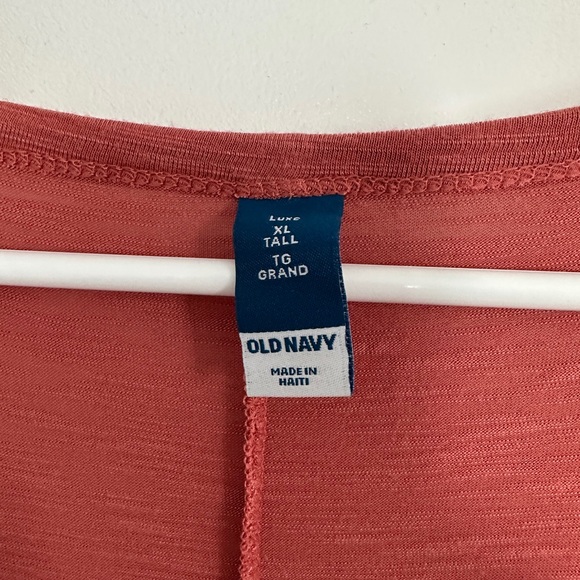 Luxe
XL
TALL
TG
GRAND
OLD NAVY
MADE IN
HAITI